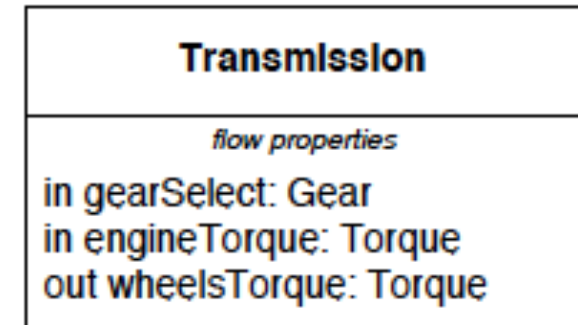 Transmission
flow properties
in gearSelect: Gear
in engineTorque: Torque
out wheelsTorque: Torque